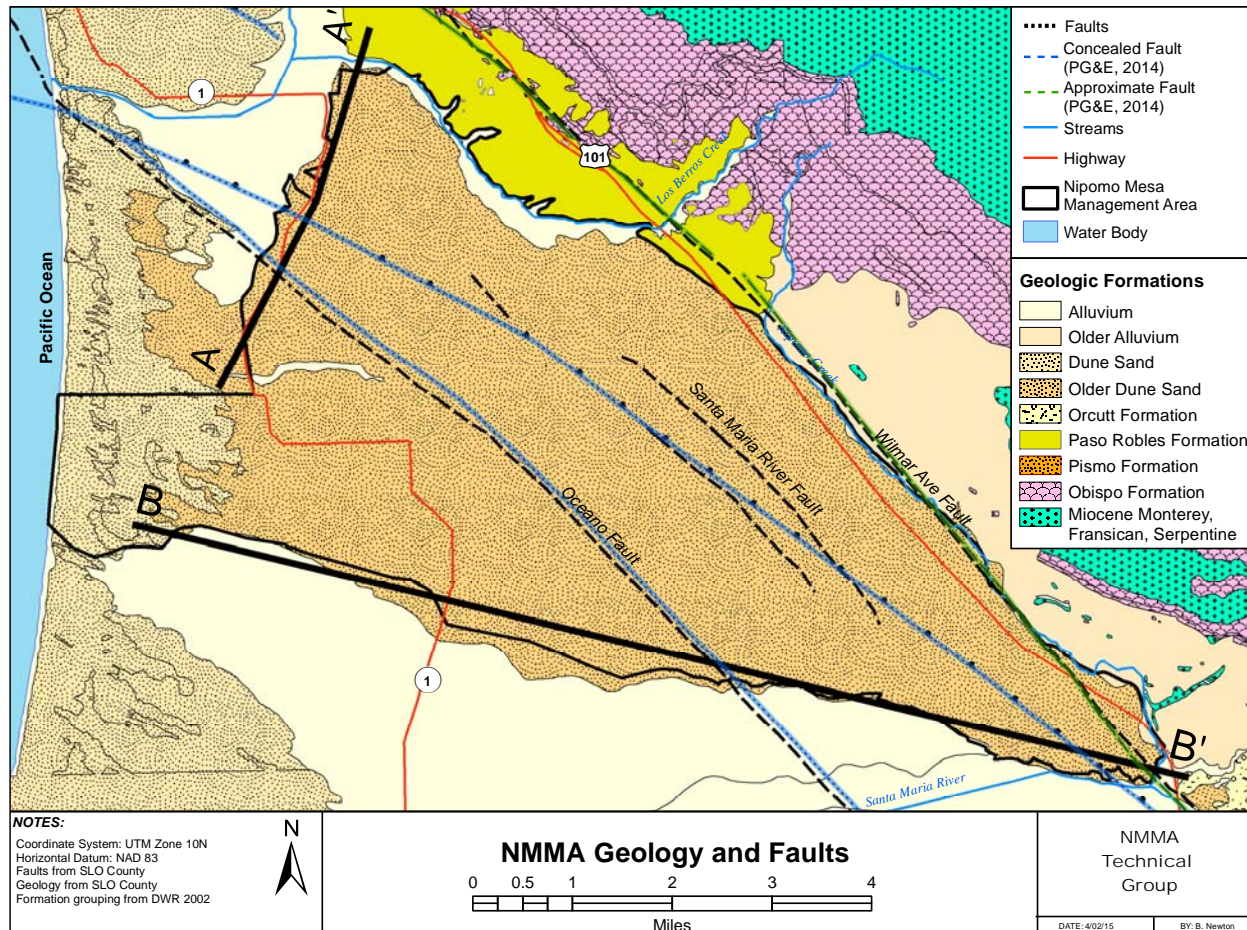 A'
1
101
Los Berros Creek
Pacific Ocean
A
Santa Maria River Fault
Wilmar Ave Fault
Oceano Fault
B
1
B'
Santa Maria River
Faults
Concealed Fault
(PG&E, 2014)
Approximate Fault
(PG&E, 2014)
Streams
Highway
Nipomo Mesa
Management Area
Water Body
Geologic Formations
Alluvium
Older Alluvium
Dune Sand
Older Dune Sand
Orcutt Formation
Paso Robles Formation
Pismo Formation
Obispo Formation
Miocene Monterey,
Fransican, Serpentine
NOTES:
Coordinate System: UTM Zone 10N
Horizontal Datum: NAD 83
Faults from SLO County
Geology from SLO County
Formation grouping from DWR 2002
N
NMMA Geology and Faults
0 0.5 1 2 3 4
Miles
NMMA
Technical
Group
DATE: 4/02/15
BY: B. Newton